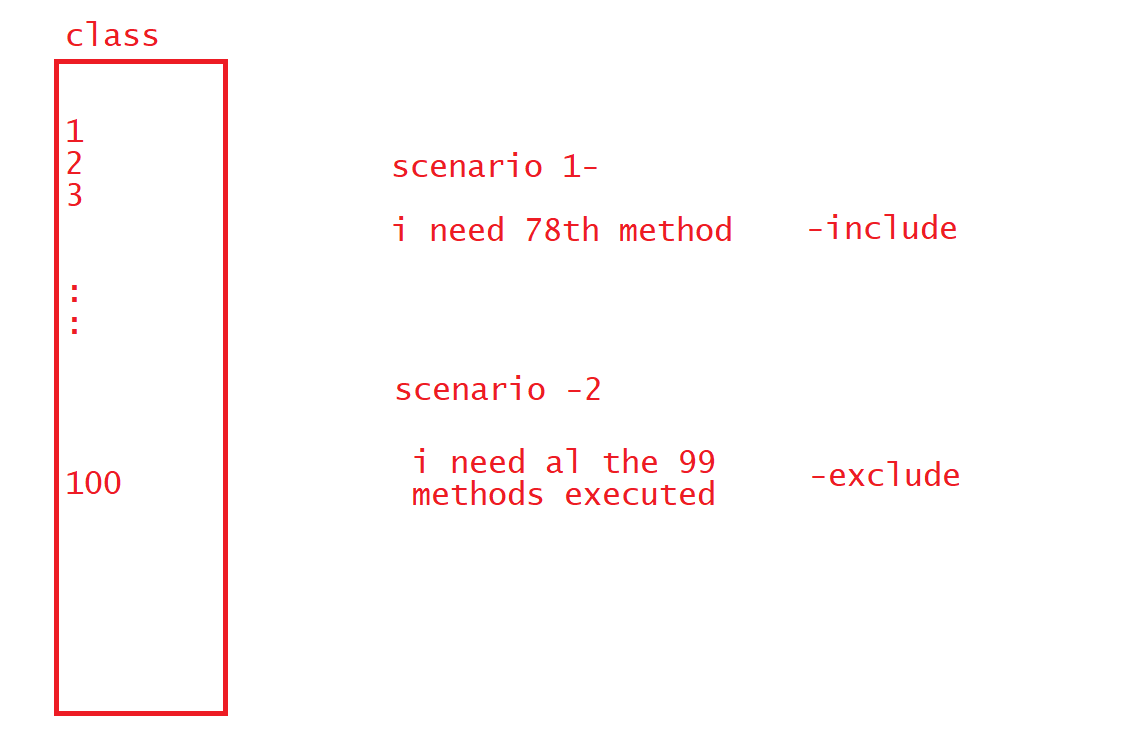 class
1
2
3
:
:
100
scenario 1-
i need 78th method -include
scenario -2
i need al the 99
methods executed
-exclude